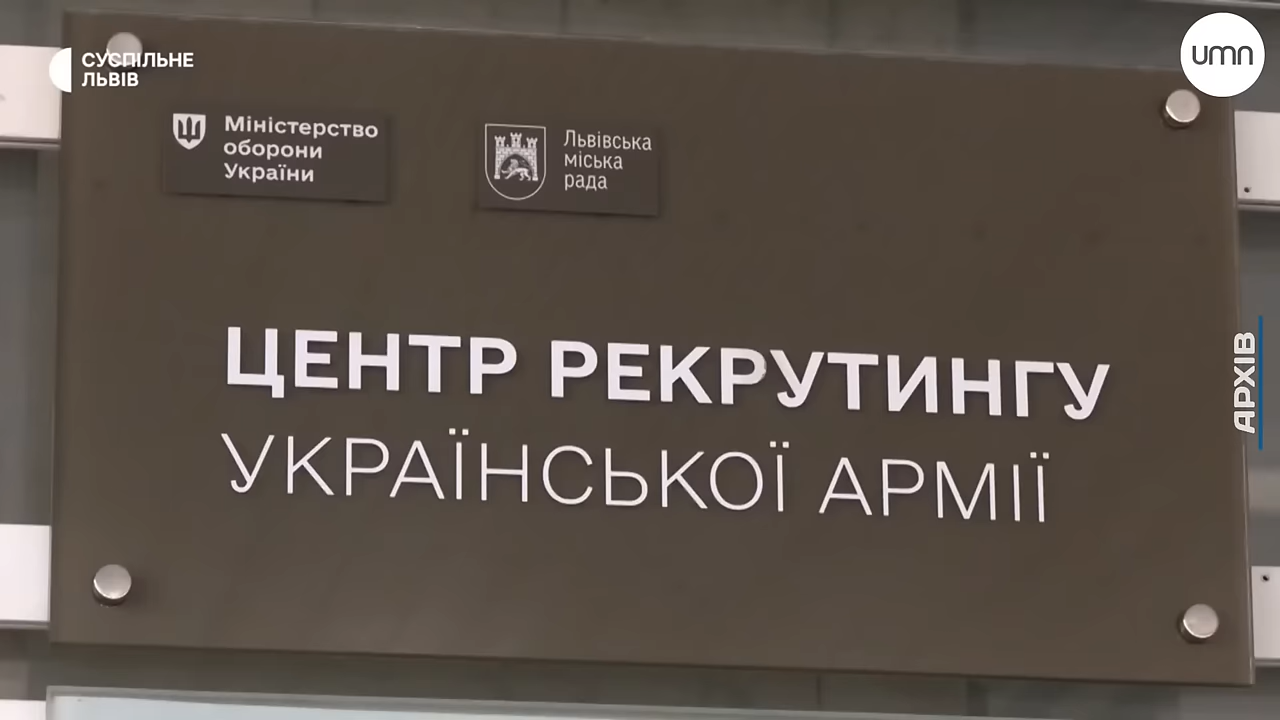 СУСПІЛЬНЕ
ЛЬВІВ
umn
Міністерство
оборони
України
Львівська
міська
рада
ЦЕНТР РЕКРУТИНГУ
УКРАЇНСЬКОЇ АРМІЇ
АРХІВ